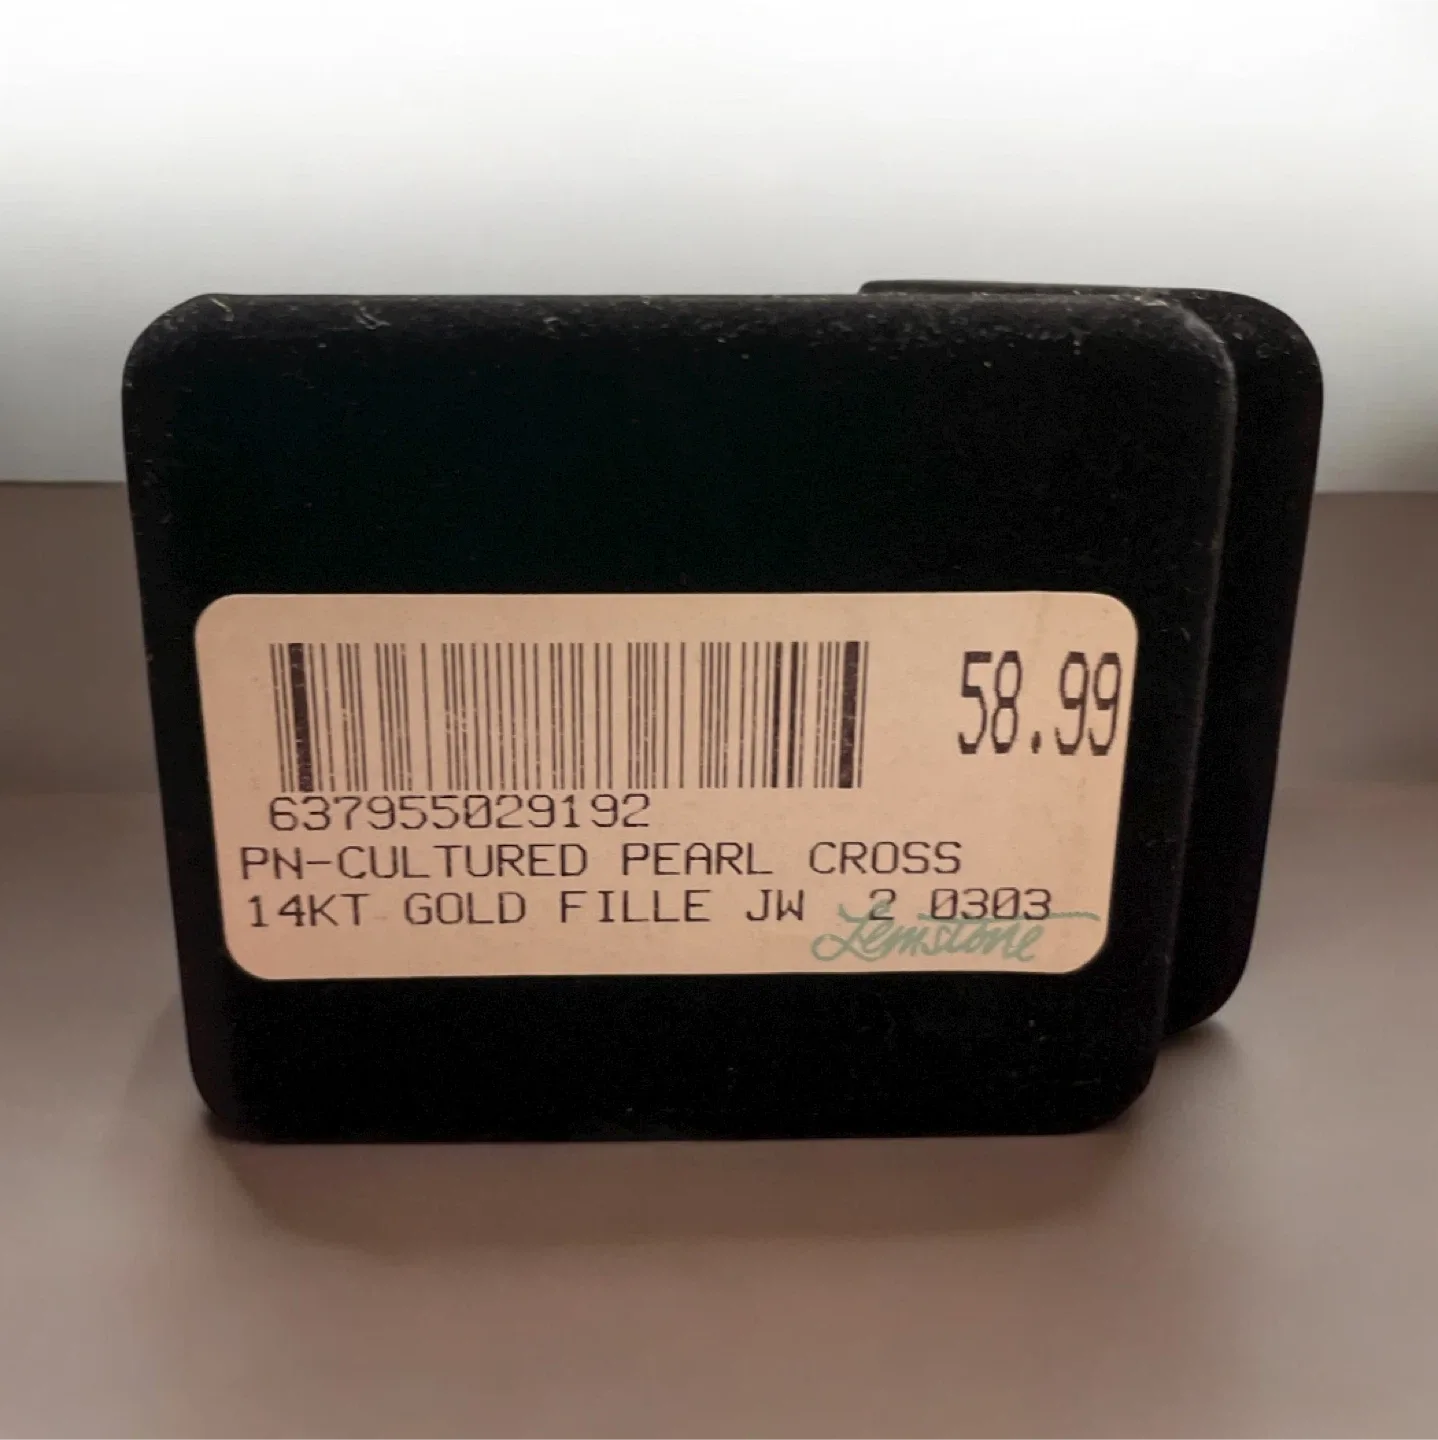 58.99
637955029192
PN-CULTURED PEARL CROSS
14KT GOLD FILLE JW 2 0303
Lemstone